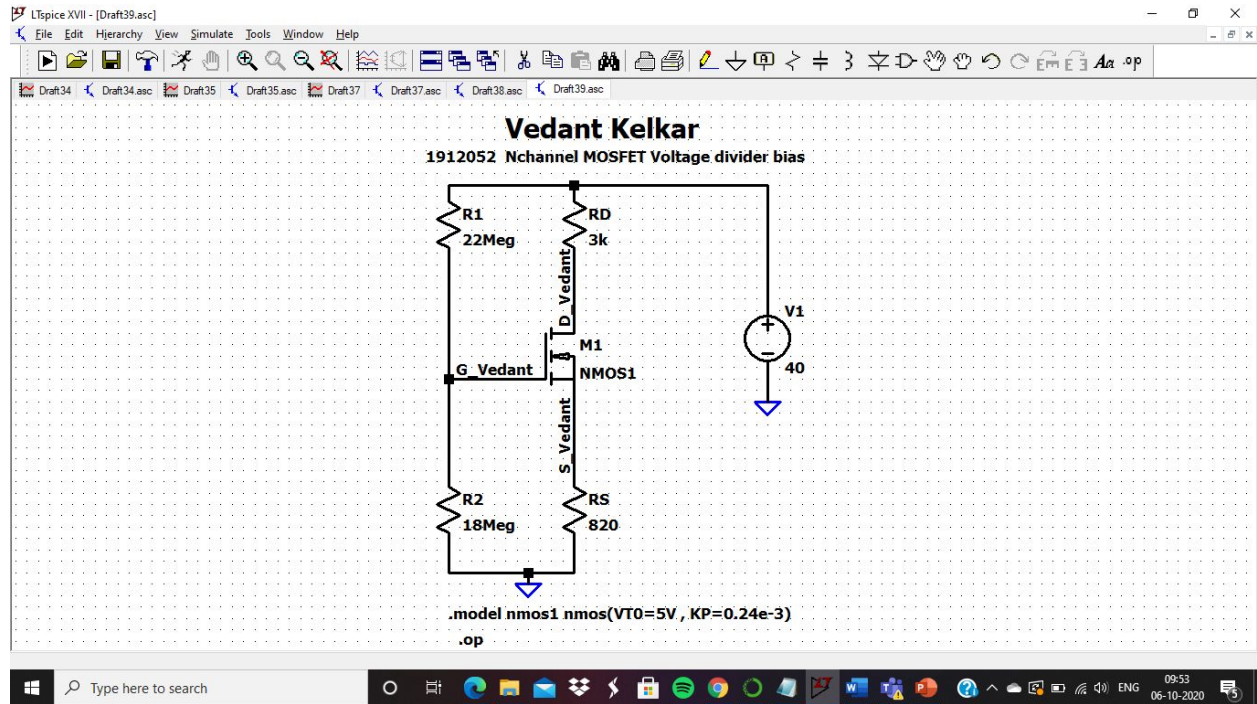 LTspice XVII - [Draft39.asc]
File Edit Hierarchy View Simulate Tools Window Help
Aa .op
Draft34 Draft34.asc Draft35 Draft35.asc Draft37 Draft37.asc Draft38.asc Draft39.asc
Vedant Kelkar
1912052 Nchannel MOSFET Voltage divider bias
R1
22Meg
RD
3k
D_Vedant
V1
40
M1
NMOS1
G_Vedant
S_Vedant
R2
18Meg
RS
820
.model nmos1 nmos(VT0=5V , KP=0.24e-3)
.op
Type here to search
ENG
09:53
06-10-2020
5